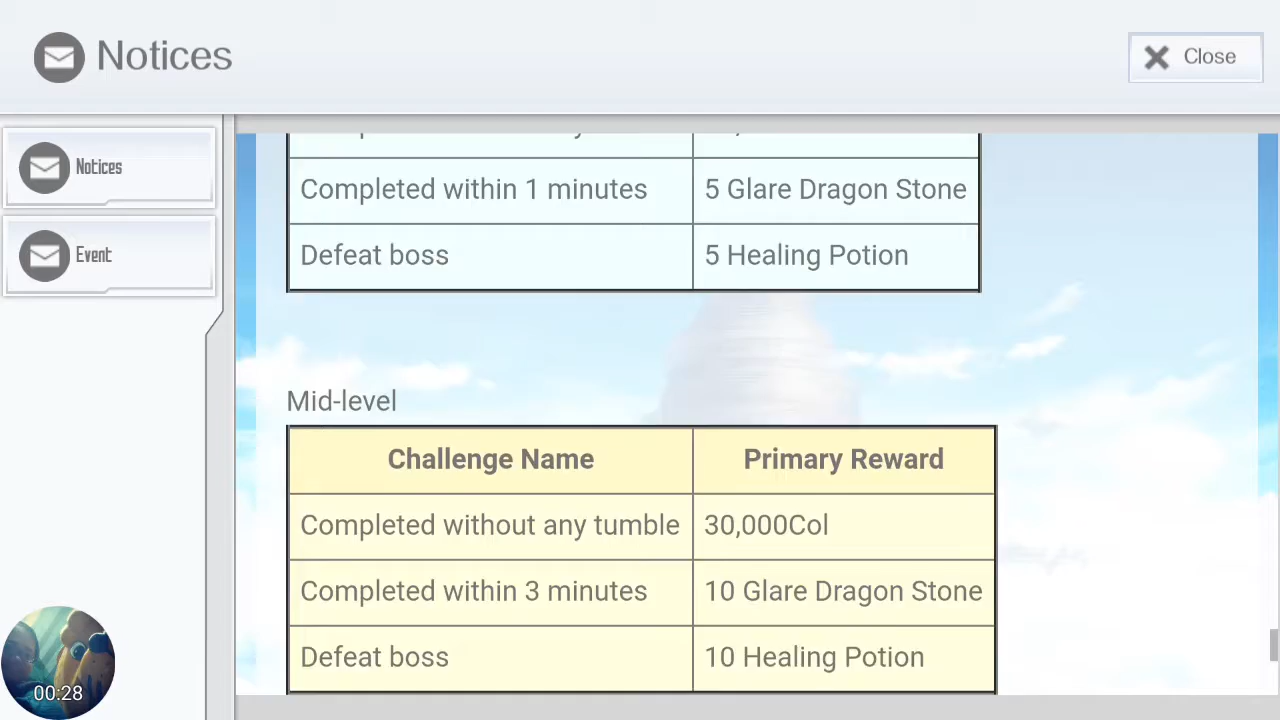 Notices
Close
Notices
Event
Completed within 1 minutes 5 Glare Dragon Stone
Defeat boss 5 Healing Potion
Mid-level
Challenge Name Primary Reward
Completed without any tumble 30,000Col
Completed within 3 minutes 10 Glare Dragon Stone
Defeat boss 10 Healing Potion
00:28